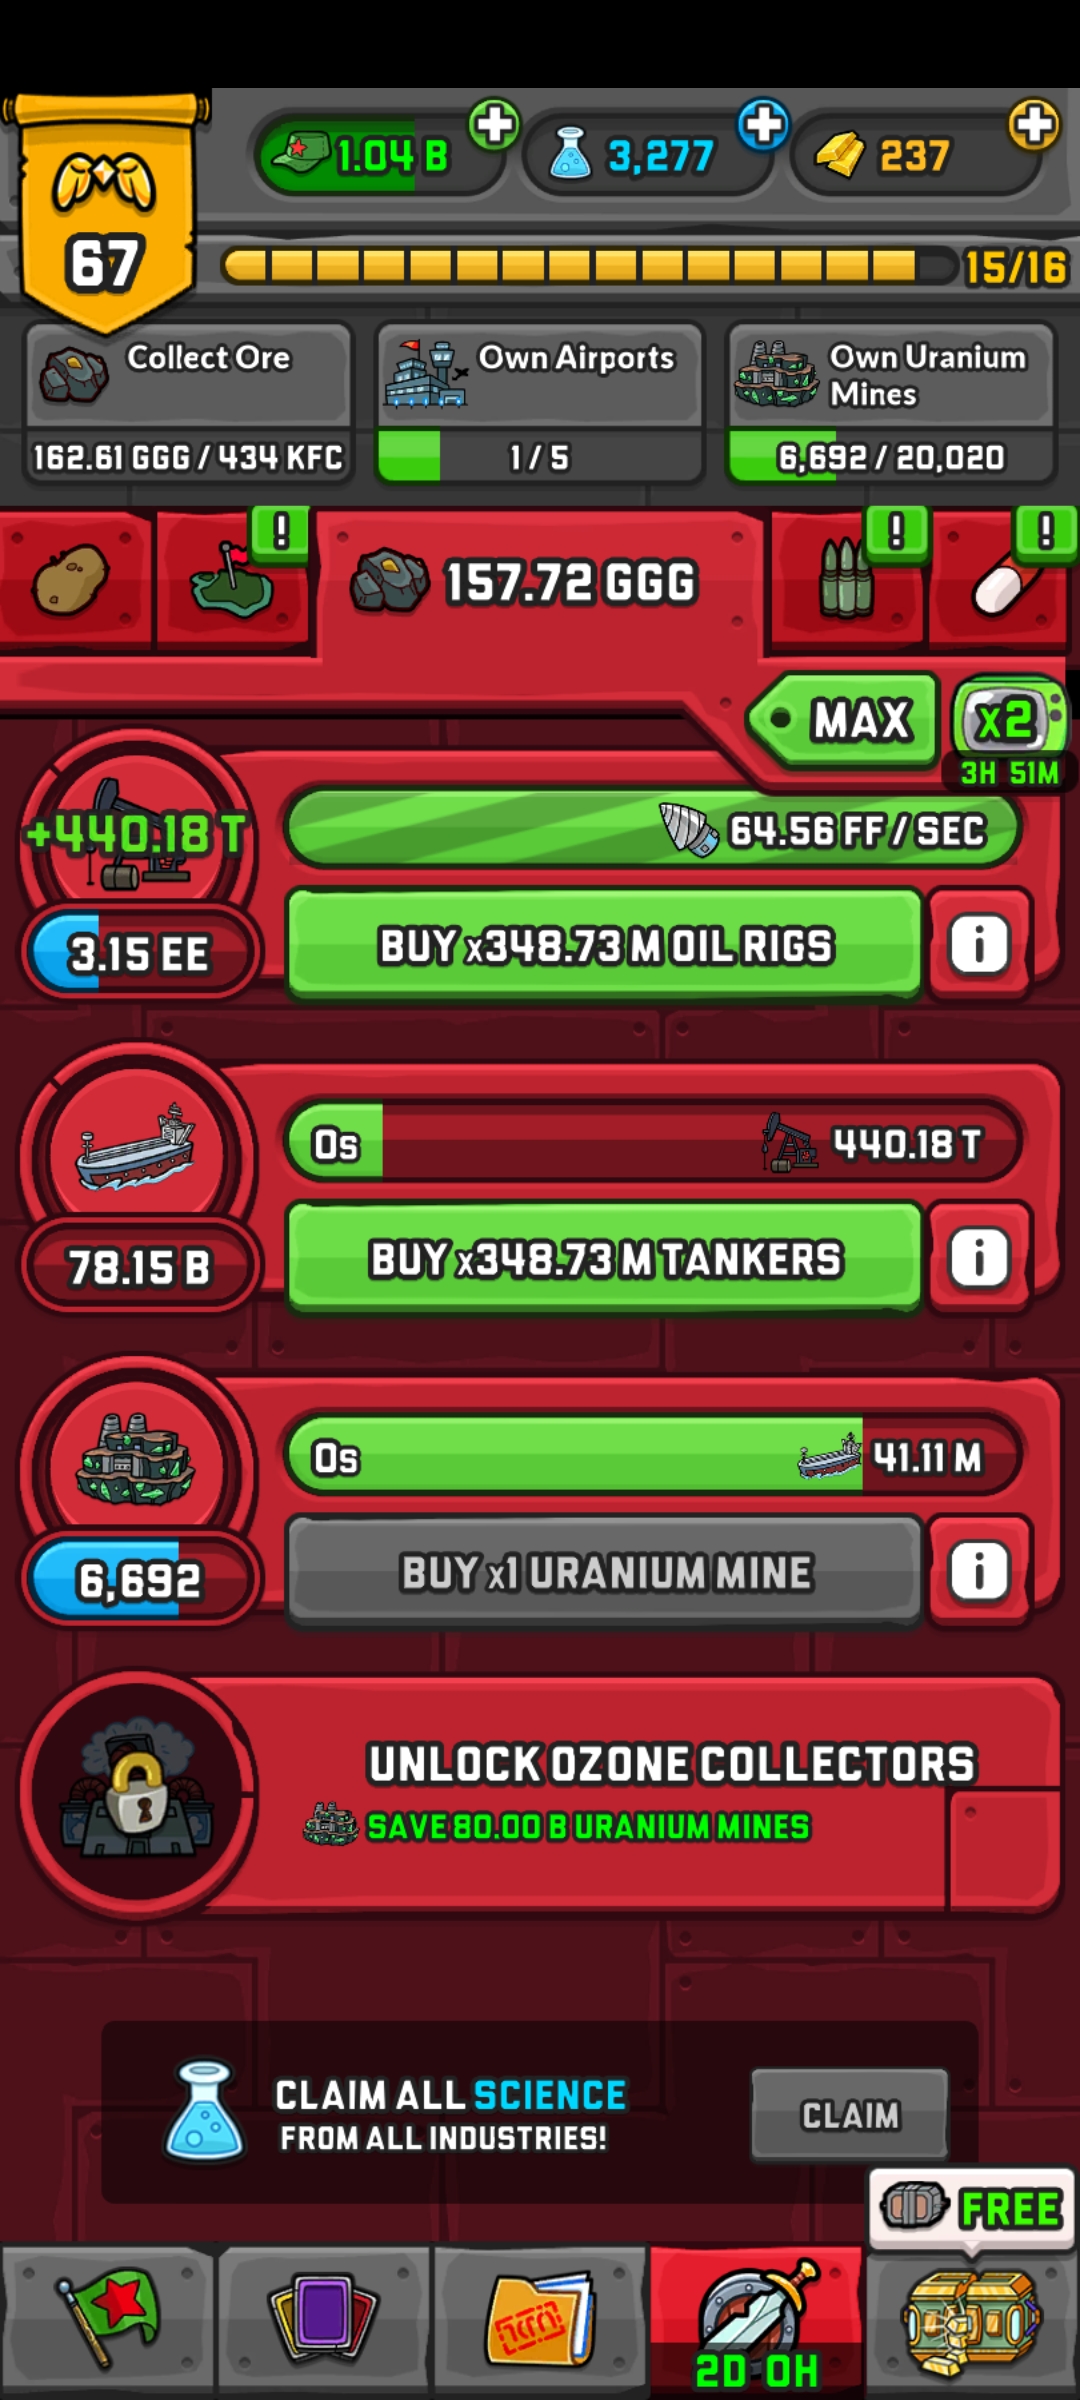 1.04 B
3,277
237
67
15/16
Collect Ore
162.61 GGG / 434 KFC
Own Airports
1 / 5
Own Uranium
Mines
6,692 / 20,020
!
157.72 GGG
!
!
MAX
x2
3H 51M
+440.18 T
64.56 FF / SEC
3.15 EE
BUY x348.73 M OIL RIGS
i
0s
440.18 T
78.15 B
BUY x348.73 M TANKERS
i
0s
41.11 M
6,692
BUY x1 URANIUM MINE
i
UNLOCK OZONE COLLECTORS
SAVE 80.00 B URANIUM MINES
CLAIM ALL SCIENCE
FROM ALL INDUSTRIES!
CLAIM
FREE
2D 0H